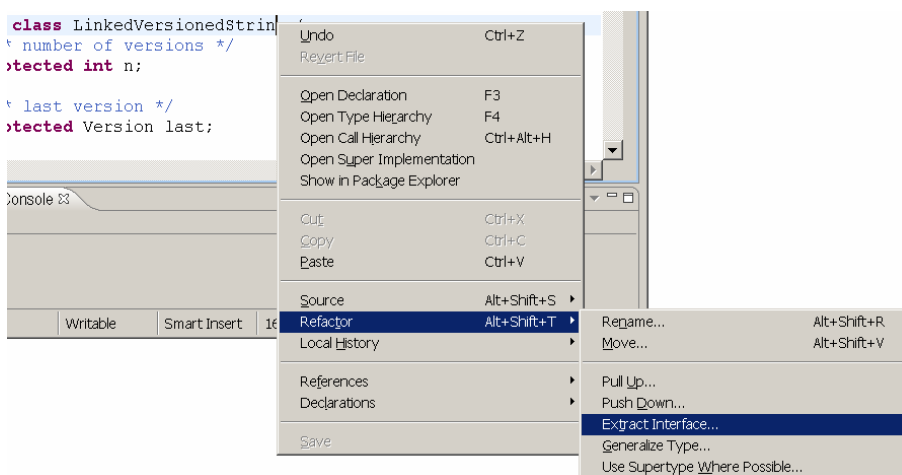 class LinkedVersionedStrin
* number of versions */
otected int n;
* last version */
otected Version last;
Console
Writable Smart Insert 16
Undo Ctrl+Z
Revert File
Open Declaration F3
Open Type Hierarchy F4
Open Call Hierarchy Ctrl+Alt+H
Open Super Implementation
Show in Package Explorer
Cut Ctrl+X
Copy Ctrl+C
Paste Ctrl+V
Source Alt+Shift+S
Refactor Alt+Shift+T
Local History
References
Declarations
Save
Rename... Alt+Shift+R
Move... Alt+Shift+V
Pull Up...
Push Down...
Extract Interface...
Generalize Type...
Use Supertype Where Possible...